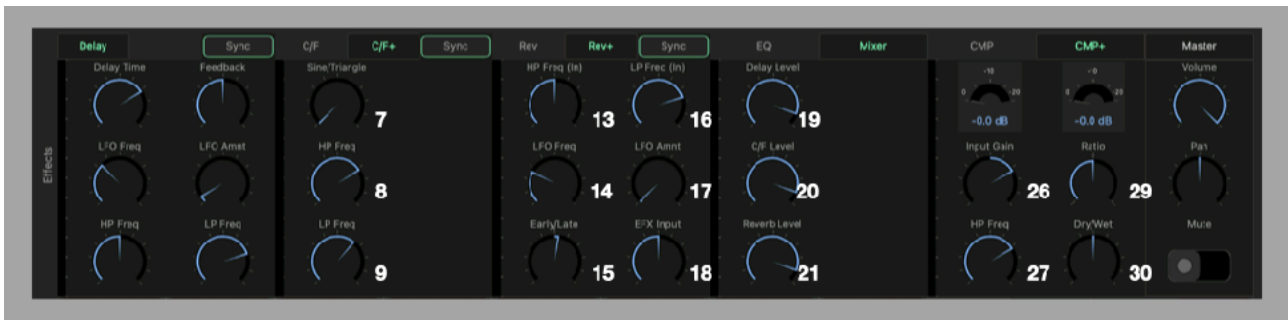 Delay Sync C/F C/F+ Sync Rev Rev+ Sync EQ Mixer CMP CMP+ Master
Effects
Delay Time Feedback Sine/Triangle HP Freq (In) LP Freq (In) Delay Level Volume
-10 -0
0 -20 0 -20
7 13 16 19
-0.0 dB -0.0 dB
LFO Freq LFO Amnt HP Freq LFO Freq LFO Amnt C/F Level Input Gain Ratio Pan
8 14 17 20 26 29
HP Freq LP Freq LP Freq Early/Late EFX Input Reverb Level HP Freq Dry/Wet Mute
9 15 18 21 27 30